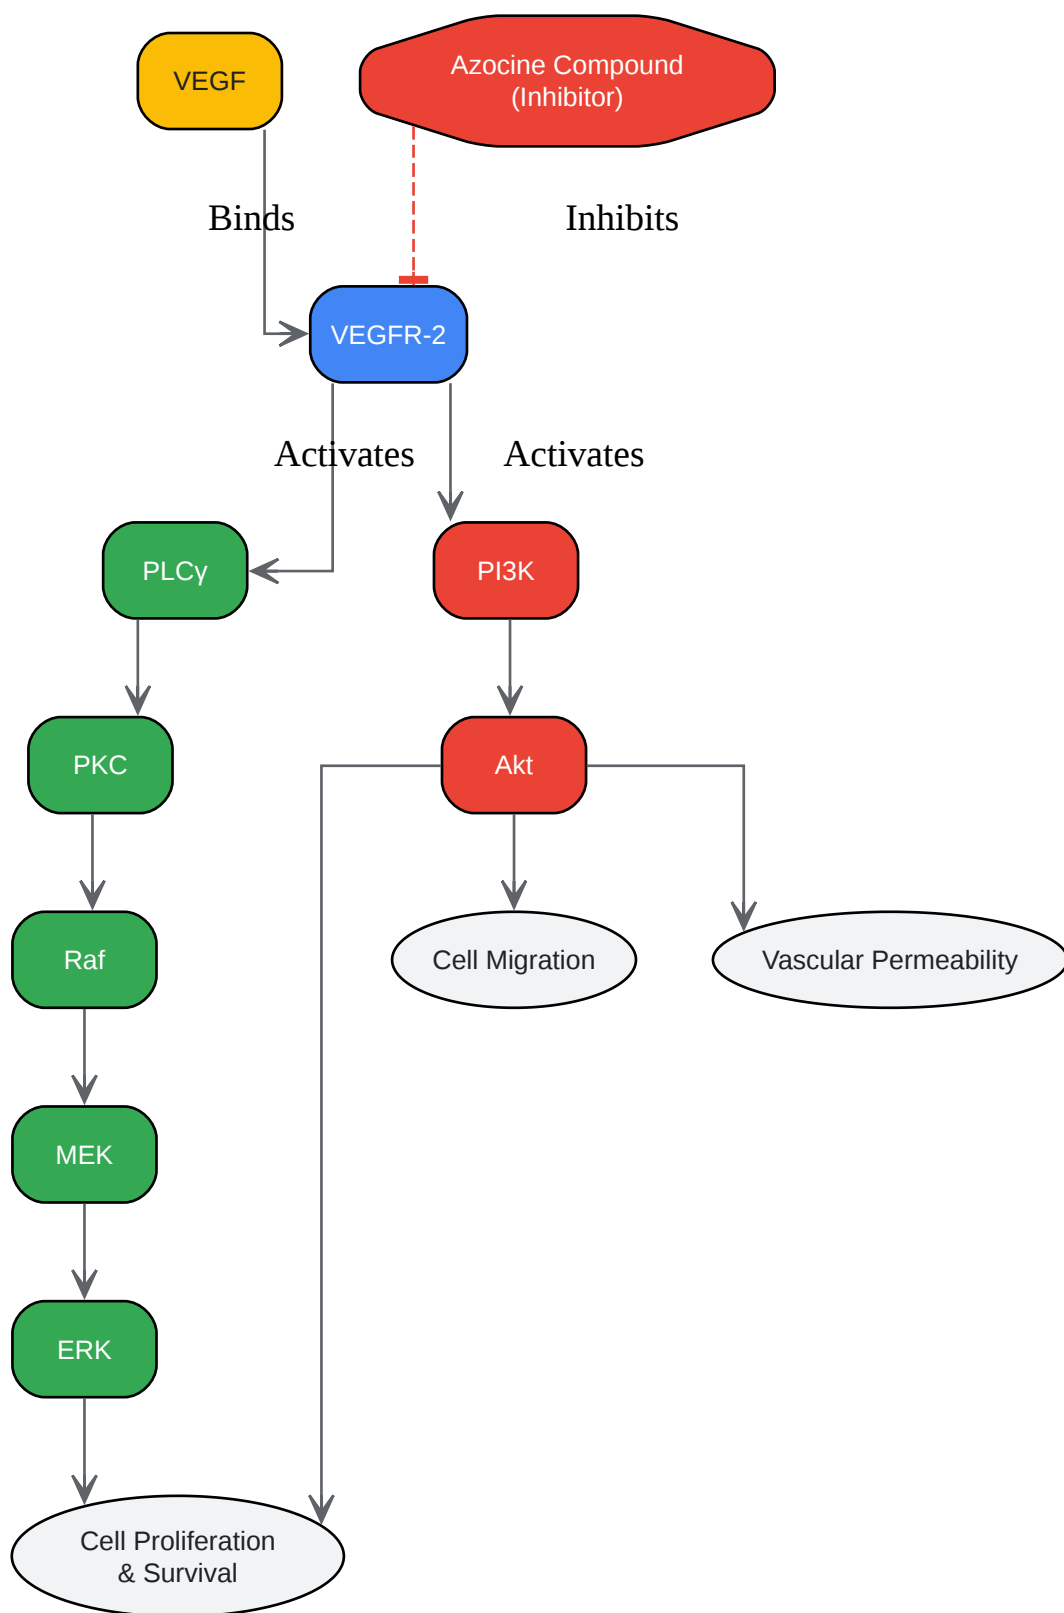 VEGF
Azocine Compound
(Inhibitor)
Binds
Inhibits
VEGFR-2
Activates
Activates
PLCγ
PI3K
PKC
Akt
Raf
Cell Migration
Vascular Permeability
MEK
ERK
Cell Proliferation
& Survival